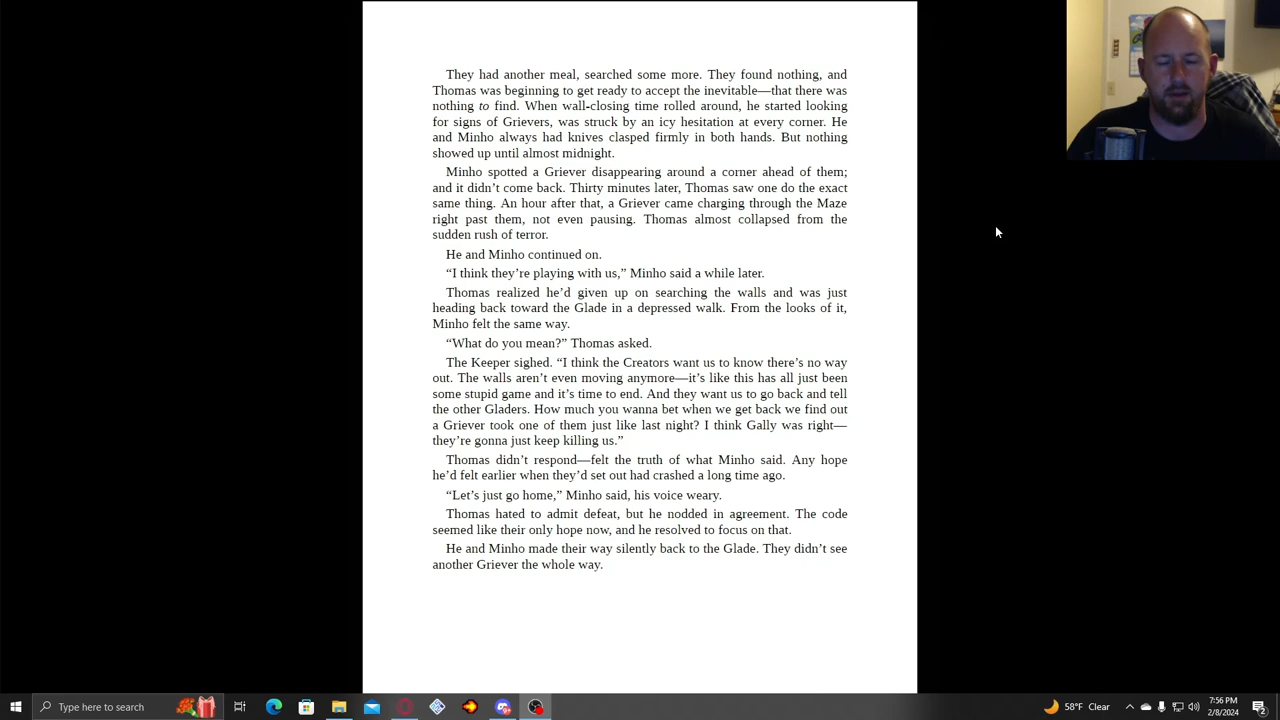 They had another meal, searched some more. They found nothing, and
Thomas was beginning to get ready to accept the inevitable—that there was
nothing to find. When wall-closing time rolled around, he started looking
for signs of Grievers, was struck by an icy hesitation at every corner. He
and Minho always had knives clasped firmly in both hands. But nothing
showed up until almost midnight.
Minho spotted a Griever disappearing around a corner ahead of them;
and it didn’t come back. Thirty minutes later, Thomas saw one do the exact
same thing. An hour after that, a Griever came charging through the Maze
right past them, not even pausing. Thomas almost collapsed from the
sudden rush of terror.
He and Minho continued on.
“I think they’re playing with us,” Minho said a while later.
Thomas realized he’d given up on searching the walls and was just
heading back toward the Glade in a depressed walk. From the looks of it,
Minho felt the same way.
“What do you mean?” Thomas asked.
The Keeper sighed. “I think the Creators want us to know there’s no way
out. The walls aren’t even moving anymore—it’s like this has all just been
some stupid game and it’s time to end. And they want us to go back and tell
the other Gladers. How much you wanna bet when we get back we find out
a Griever took one of them just like last night? I think Gally was right—
they’re gonna just keep killing us.”
Thomas didn’t respond—felt the truth of what Minho said. Any hope
he’d felt earlier when they’d set out had crashed a long time ago.
“Let’s just go home,” Minho said, his voice weary.
Thomas hated to admit defeat, but he nodded in agreement. The code
seemed like their only hope now, and he resolved to focus on that.
He and Minho made their way silently back to the Glade. They didn’t see
another Griever the whole way.
Type here to search
58°F Clear
7:56 PM
2/8/2024
2